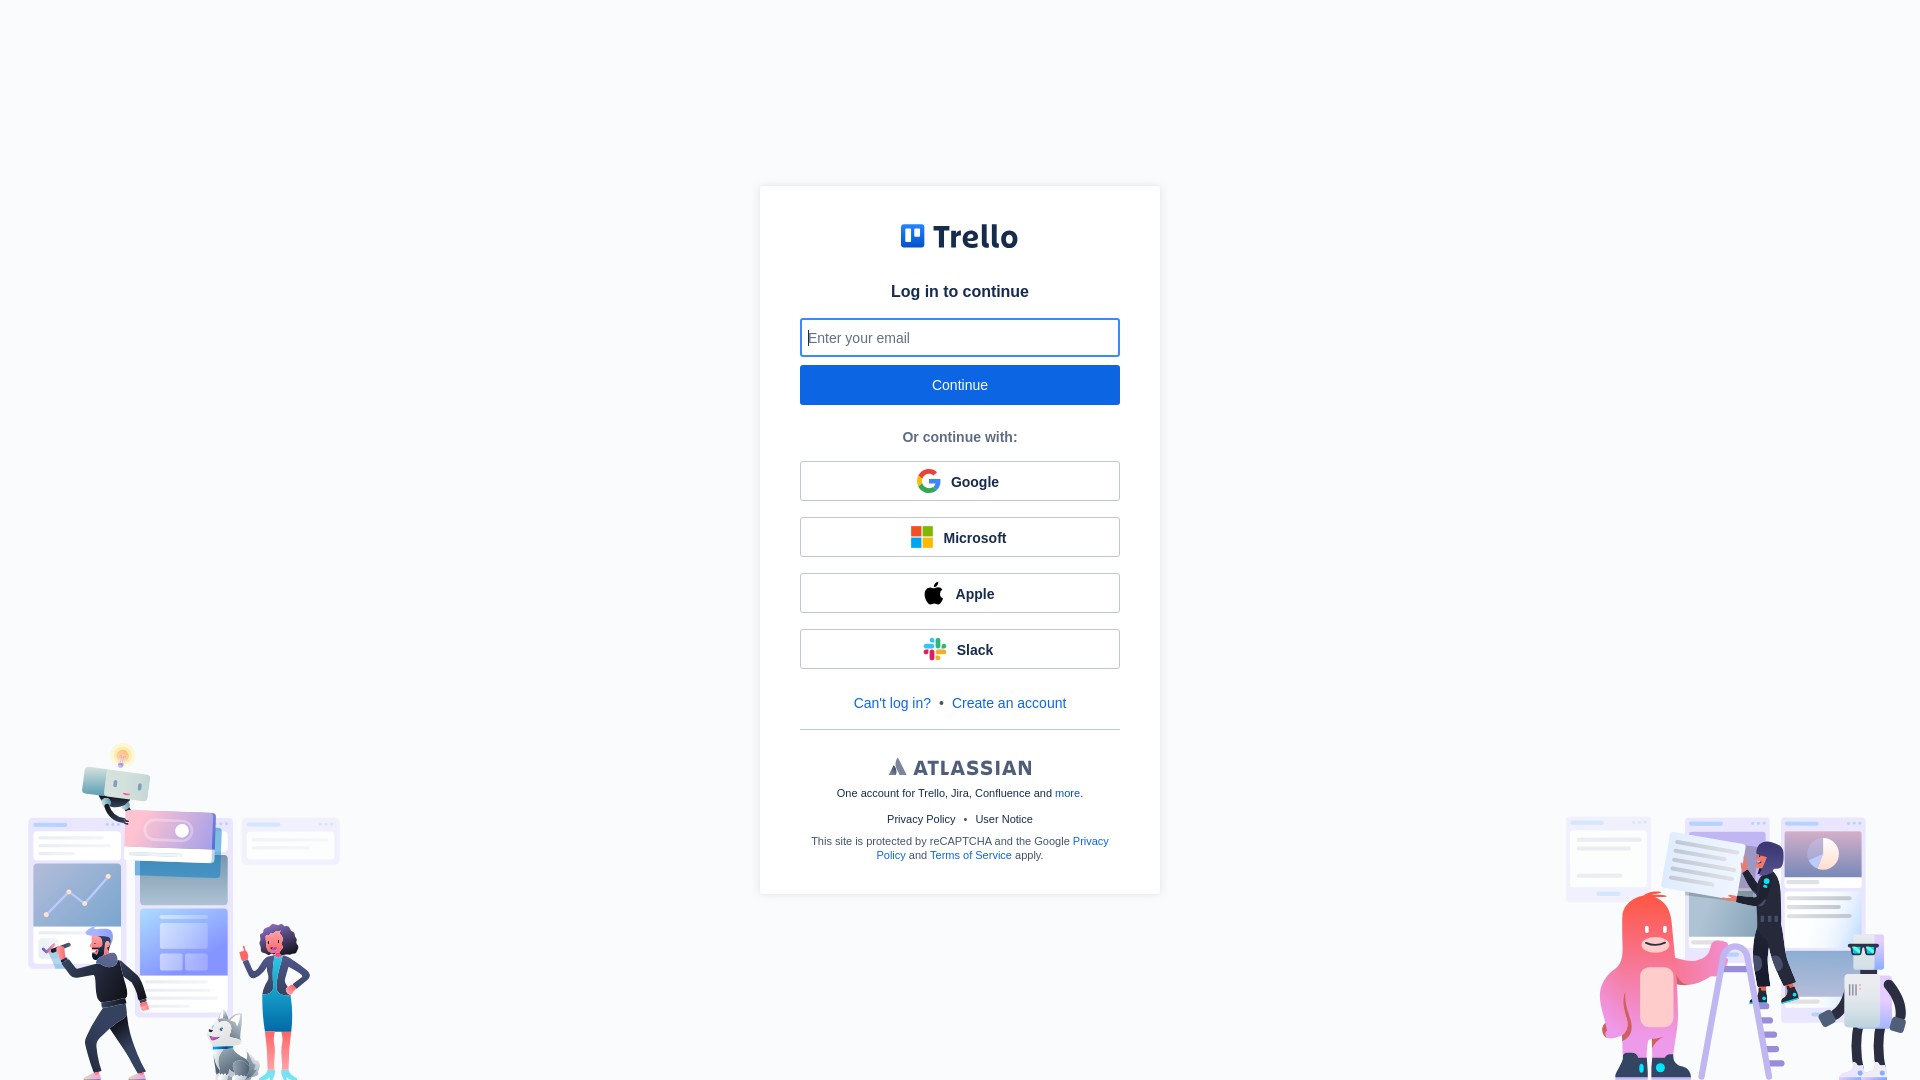 Trello
Log in to continue
Enter your email
Continue
Or continue with:
Google
Microsoft
Apple
Slack
Can't log in? • Create an account
ATLASSIAN
One account for Trello, Jira, Confluence and more.
Privacy Policy • User Notice
This site is protected by reCAPTCHA and the Google Privacy
Policy and Terms of Service apply.